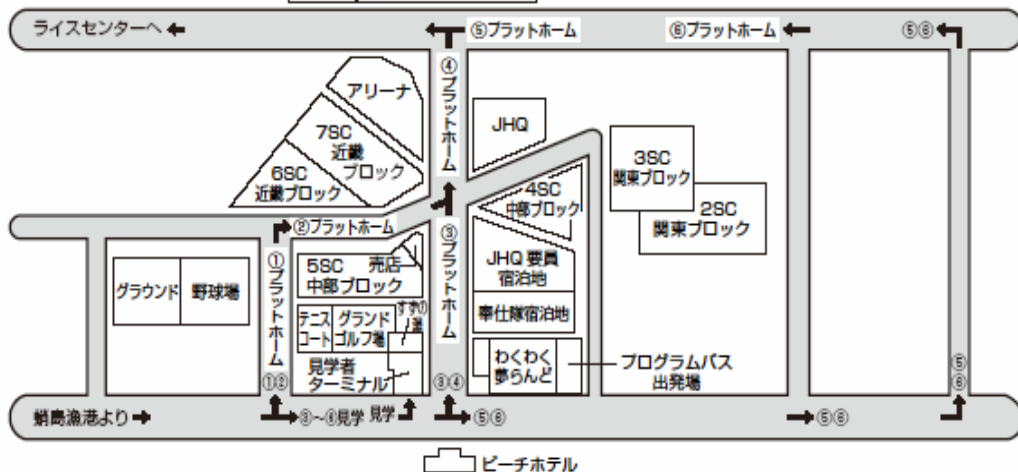 ライスセンターへ
⑤プラットホーム
⑥プラットホーム
⑤⑥
アリーナ
④プラットホーム
JHQ
7SC
近畿
ブロック
6SC
近畿ブロック
3SC
関東ブロック
2SC
関東ブロック
4SC
中部ブロック
②プラットホーム
①プラットホーム
③プラットホーム
グラウンド
野球場
5SC 売店
中部ブロック
JHQ 要員
宿泊地
奉仕隊宿泊地
テニス
コート
グランド
ゴルフ場
見学者
ターミナル
わくわく
夢らんど
プログラムバス
出発場
①②
③④
⑤
⑥
蛸島漁港より
③〜⑥見学
見学
⑤⑥
⑤⑥
ビーチホテル